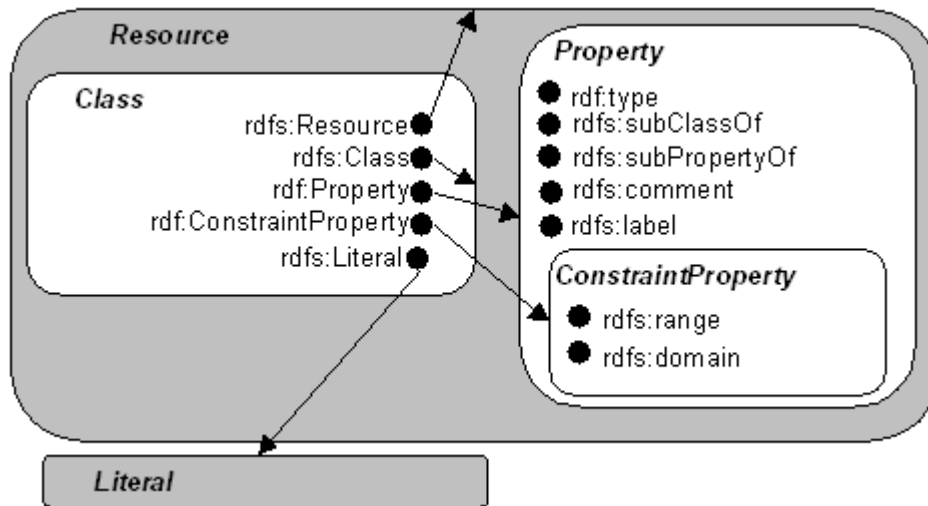 Resource
Class
rdfs:Resource
rdfs:Class
rdf:Property
rdf:ConstraintProperty
rdfs:Literal
Property
rdf:type
rdfs:subClassOf
rdfs:subPropertyOf
rdfs:comment
rdfs:label
ConstraintProperty
rdfs:range
rdfs:domain
Literal